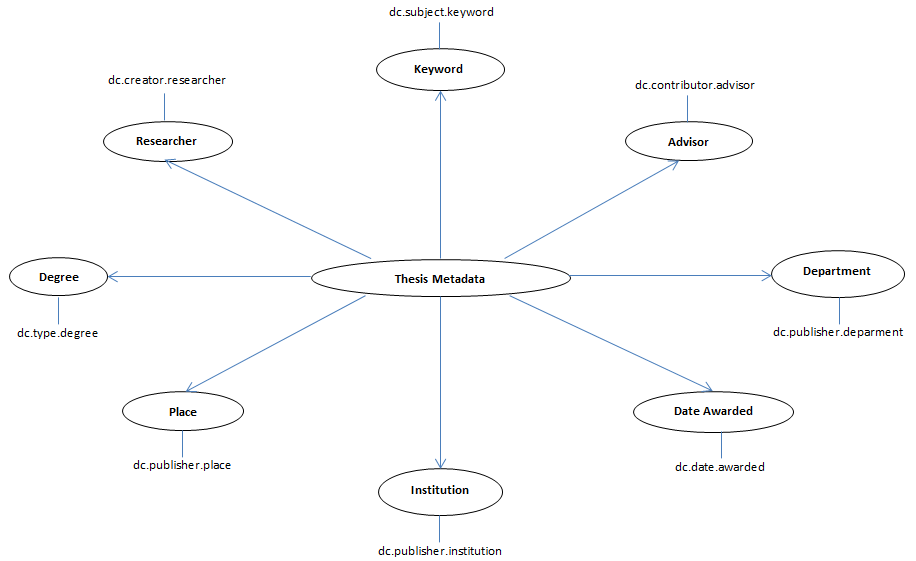 dc.subject.keyword
Keyword
dc.creator.researcher
Researcher
dc.contributor.advisor
Advisor
Degree
dc.type.degree
Thesis Metadata
Department
dc.publisher.deparment
Place
dc.publisher.place
Date Awarded
dc.date.awarded
Institution
dc.publisher.institution